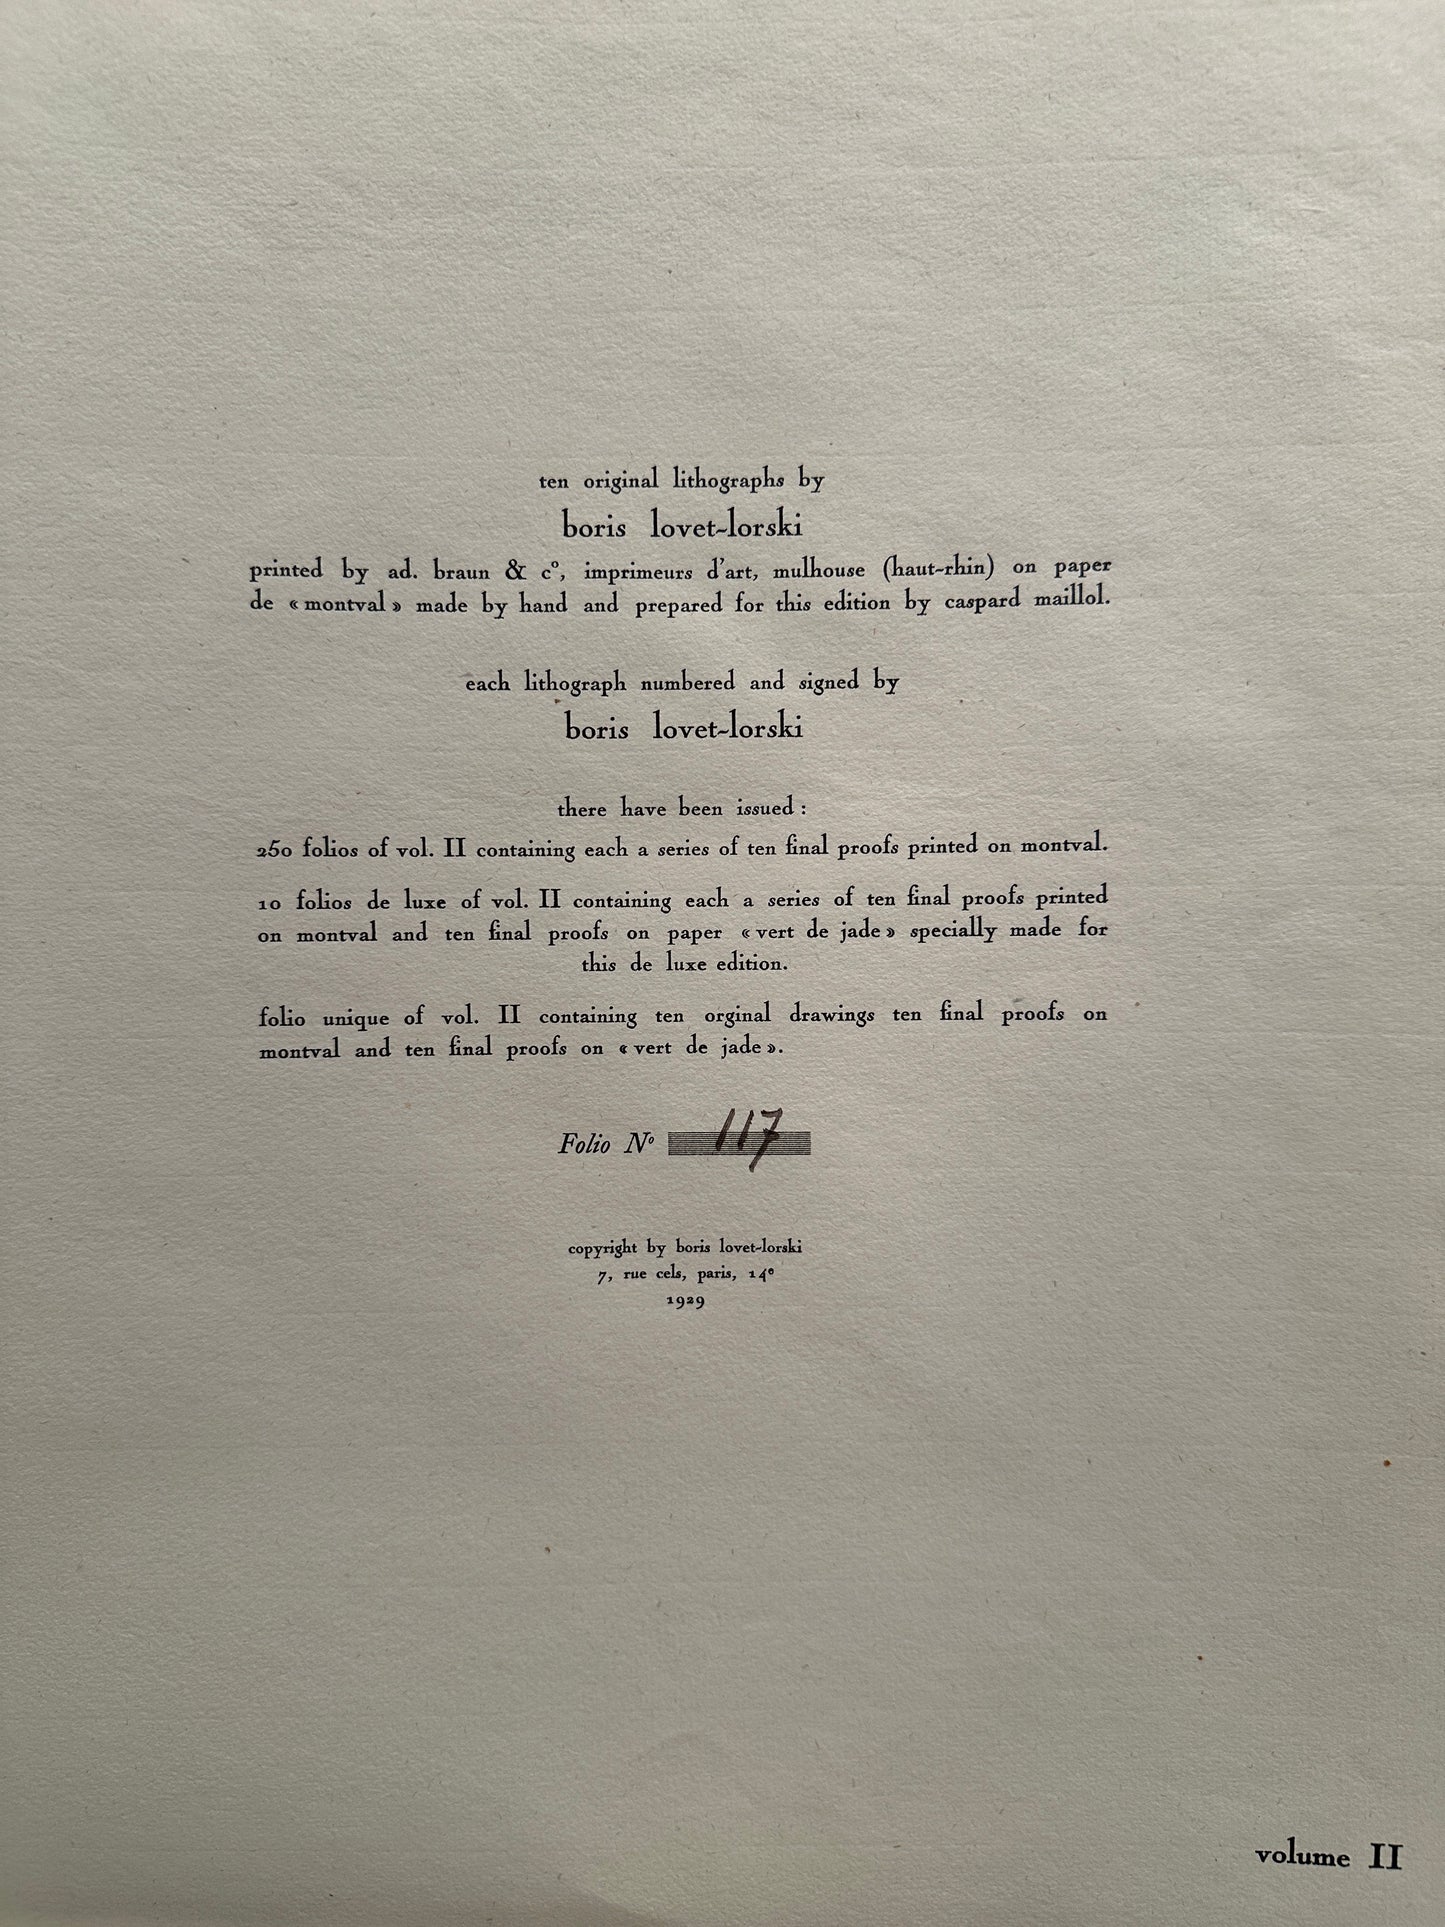 ten original lithographs by
boris lovet-lorski
printed by ad. braun & cº, imprimeurs d'art, mulhouse (haut-rhin) on paper
de « montval » made by hand and prepared for this edition by caspard maillol.
each lithograph numbered and signed by
boris lovet-lorski
there have been issued :
250 folios of vol. II containing each a series of ten final proofs printed on montval.
10 folios de luxe of vol. II containing each a series of ten final proofs printed
on montval and ten final proofs on paper « vert de jade » specially made for
this de luxe edition.
folio unique of vol. II containing ten orginal drawings ten final proofs on
montval and ten final proofs on « vert de jade ».
Folio Nº 117
copyright by boris lovet-lorski
7, rue cels, paris, 14e
1929
volume II